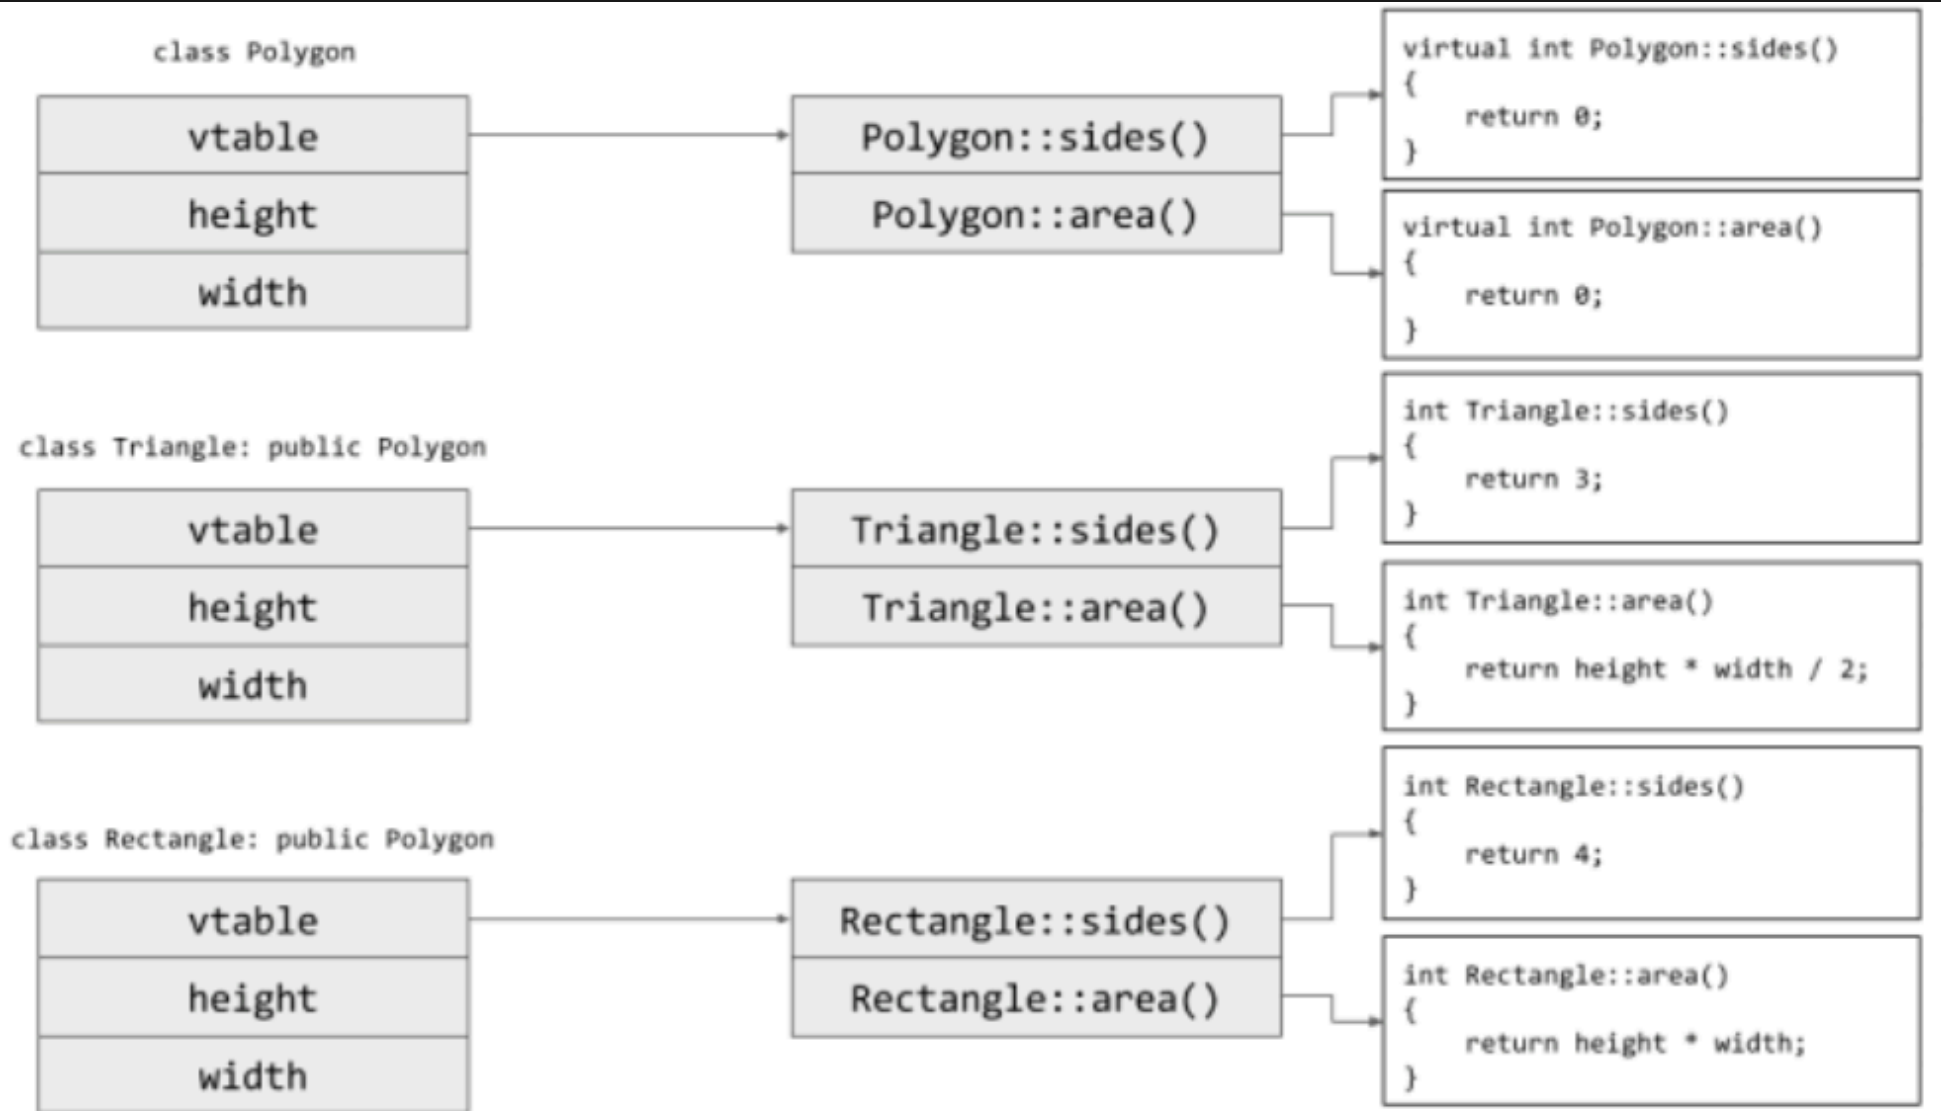 class Polygon
vtable
height
width
Polygon::sides()
Polygon::area()
virtual int Polygon::sides()
{
    return 0;
}
virtual int Polygon::area()
{
    return 0;
}
class Triangle: public Polygon
vtable
height
width
Triangle::sides()
Triangle::area()
int Triangle::sides()
{
    return 3;
}
int Triangle::area()
{
    return height * width / 2;
}
class Rectangle: public Polygon
vtable
height
width
Rectangle::sides()
Rectangle::area()
int Rectangle::sides()
{
    return 4;
}
int Rectangle::area()
{
    return height * width;
}